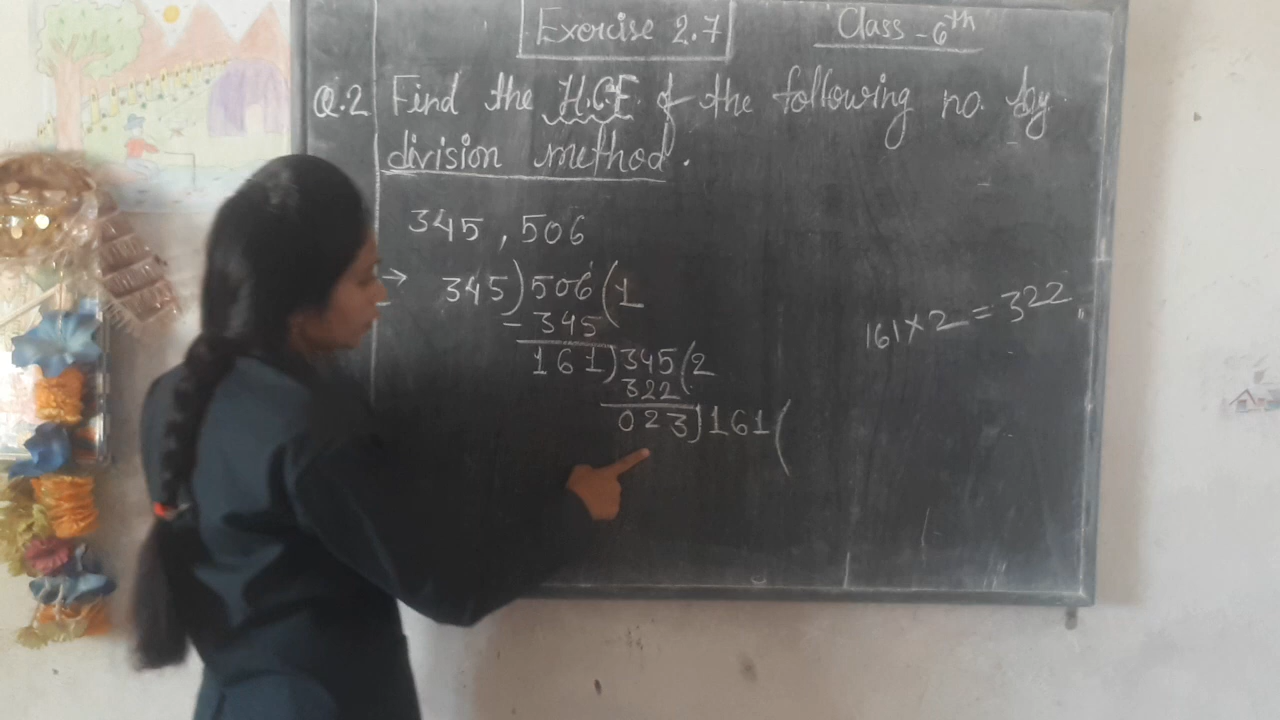 Exercise 2.7
Class - 6th
Q.2 Find the H.C.F. of the following no. by
division method.
345, 506
→ 345)506(1
- 345
161)345(2
322
023)161(
161×2=322